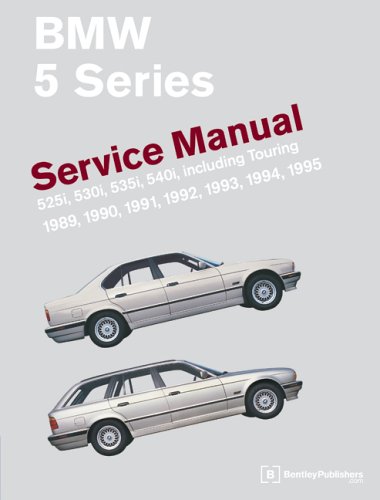 BMW
5 Series
Service Manual
525i, 530i, 535i, 540i, including Touring
1989, 1990, 1991, 1992, 1993, 1994, 1995
B BentleyPublishers
.com